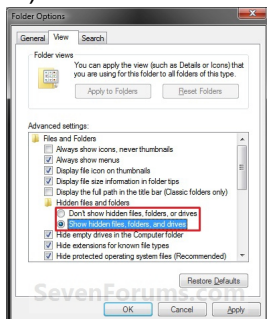 Folder Options
General View Search
Folder views
You can apply the view (such as Details or Icons) that
you are using for this folder to all folders of this type.
Apply to Folders Reset Folders
Advanced settings:
Files and Folders
Always show icons, never thumbnails
Always show menus
Display file icon on thumbnails
Display file size information in folder tips
Display the full path in the title bar (Classic folders only)
Hidden files and folders
Don't show hidden files, folders, or drives
Show hidden files, folders, and drives
Hide empty drives in the Computer folder
Hide extensions for known file types
Hide protected operating system files (Recommended)
Restore Defaults
SevenForums.com
OK Cancel Apply